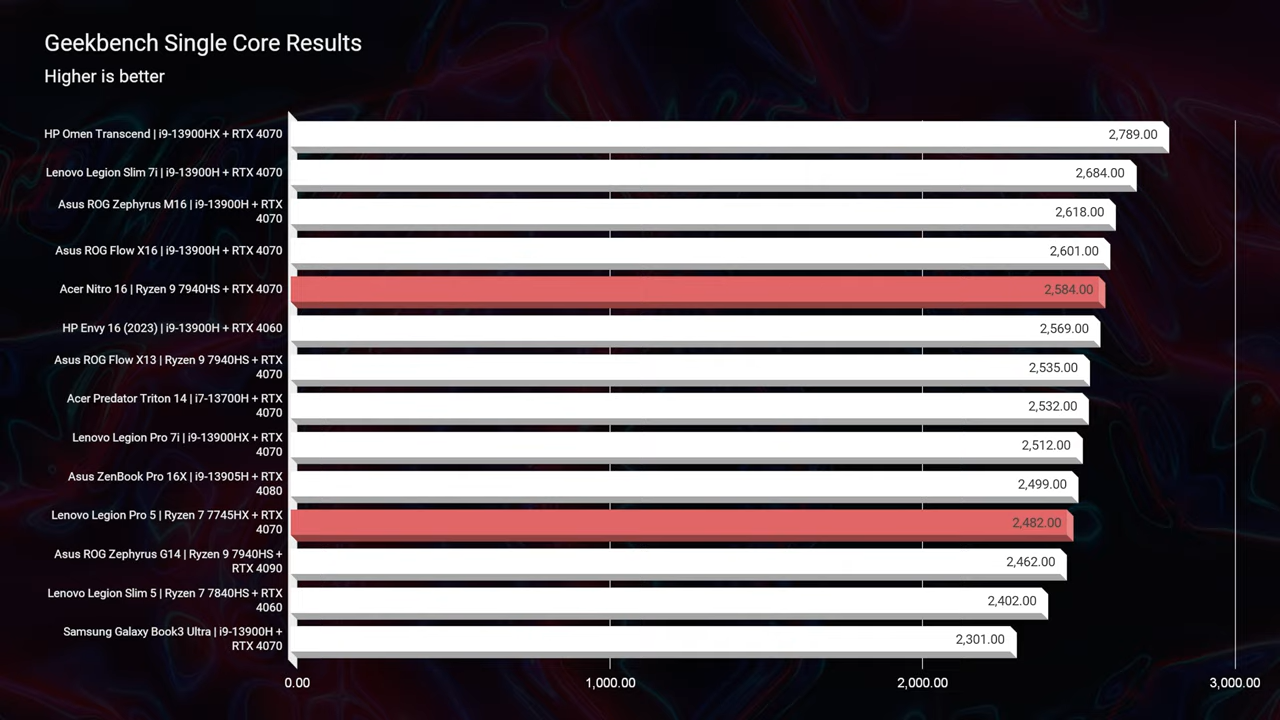 Geekbench Single Core Results
Higher is better
HP Omen Transcend | i9-13900HX + RTX 4070
2,789.00
Lenovo Legion Slim 7i | i9-13900H + RTX 4070
2,684.00
Asus ROG Zephyrus M16 | i9-13900H + RTX
4070
2,618.00
Asus ROG Flow X16 | i9-13900H + RTX 4070
2,601.00
Acer Nitro 16 | Ryzen 9 7940HS + RTX 4070
2,584.00
HP Envy 16 (2023) | i9-13900H + RTX 4060
2,569.00
Asus ROG Flow X13 | Ryzen 9 7940HS + RTX
4070
2,535.00
Acer Predator Triton 14 | i7-13700H + RTX
4070
2,532.00
Lenovo Legion Pro 7i | i9-13900HX + RTX
4070
2,512.00
Asus ZenBook Pro 16X | i9-13905H + RTX
4080
2,499.00
Lenovo Legion Pro 5 | Ryzen 7 7745HX + RTX
4070
2,482.00
Asus ROG Zephyrus G14 | Ryzen 9 7940HS +
RTX 4090
2,462.00
Lenovo Legion Slim 5 | Ryzen 7 7840HS + RTX
4060
2,402.00
Samsung Galaxy Book3 Ultra | i9-13900H +
RTX 4070
2,301.00
0.00
1,000.00
2,000.00
3,000.00